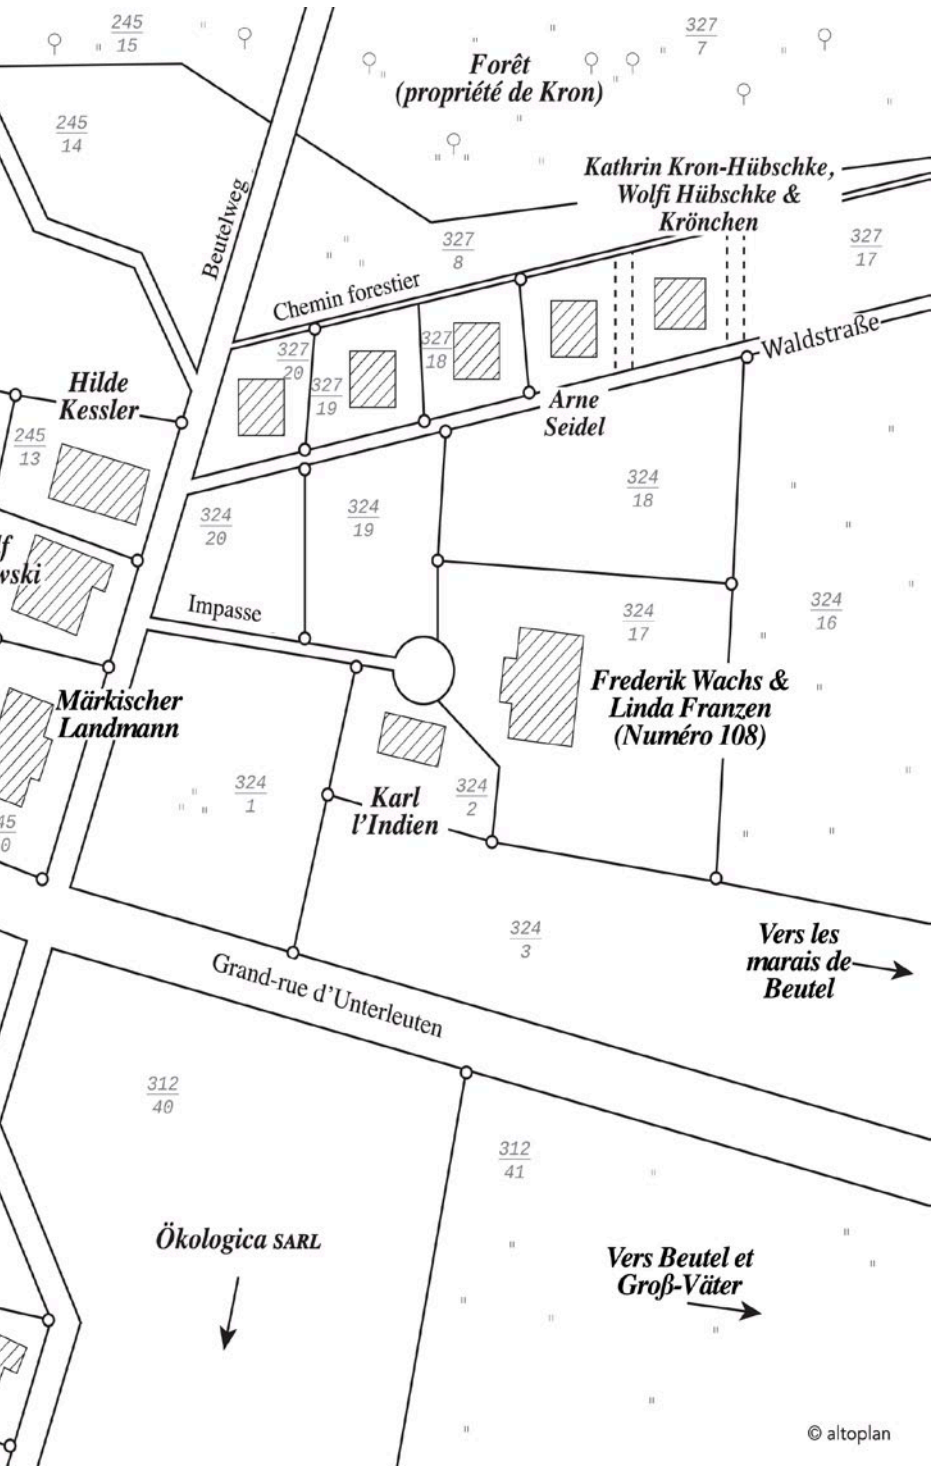 245
15
327
7
Forêt
(propriété de Kron)
245
14
Kathrin Kron-Hübschke,
Wolfi Hübschke &
Krönchen
Beutelweg
327
8
327
17
Chemin forestier
Waldstraße
327
20
327
19
327
18
Hilde
Kessler
Arne
Seidel
245
13
324
18
324
20
324
19
Impasse
324
17
324
16
Märkischer
Landmann
Frederik Wachs &
Linda Franzen
(Numéro 108)
324
1
324
2
Karl
l'Indien
324
3
Vers les
marais de
Beutel
Grand-rue d'Unterleuten
312
40
312
41
Ökologica SARL
Vers Beutel et
Groß-Väter
© altoplan